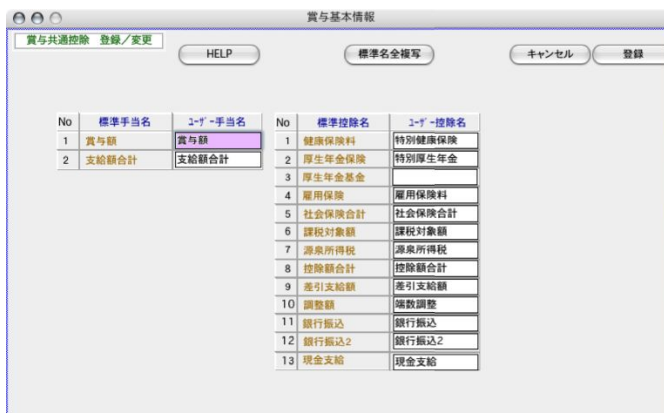 賞与基本情報
賞与共通控除 登録／変更
HELP
標準名全複写
キャンセル
登録
No 標準手当名 ﾕｰｻﾞｰ手当名
1 賞与額 賞与額
2 支給額合計 支給額合計
No 標準控除名 ﾕｰｻﾞｰ控除名
1 健康保険料 特別健康保険
2 厚生年金保険 特別厚生年金
3 厚生年金基金
4 雇用保険 雇用保険料
5 社会保険合計 社会保険合計
6 課税対象額 課税対象額
7 源泉所得税 源泉所得税
8 控除額合計 控除額合計
9 差引支給額 差引支給額
10 調整額 端数調整
11 銀行振込 銀行振込
12 銀行振込2 銀行振込2
13 現金支給 現金支給